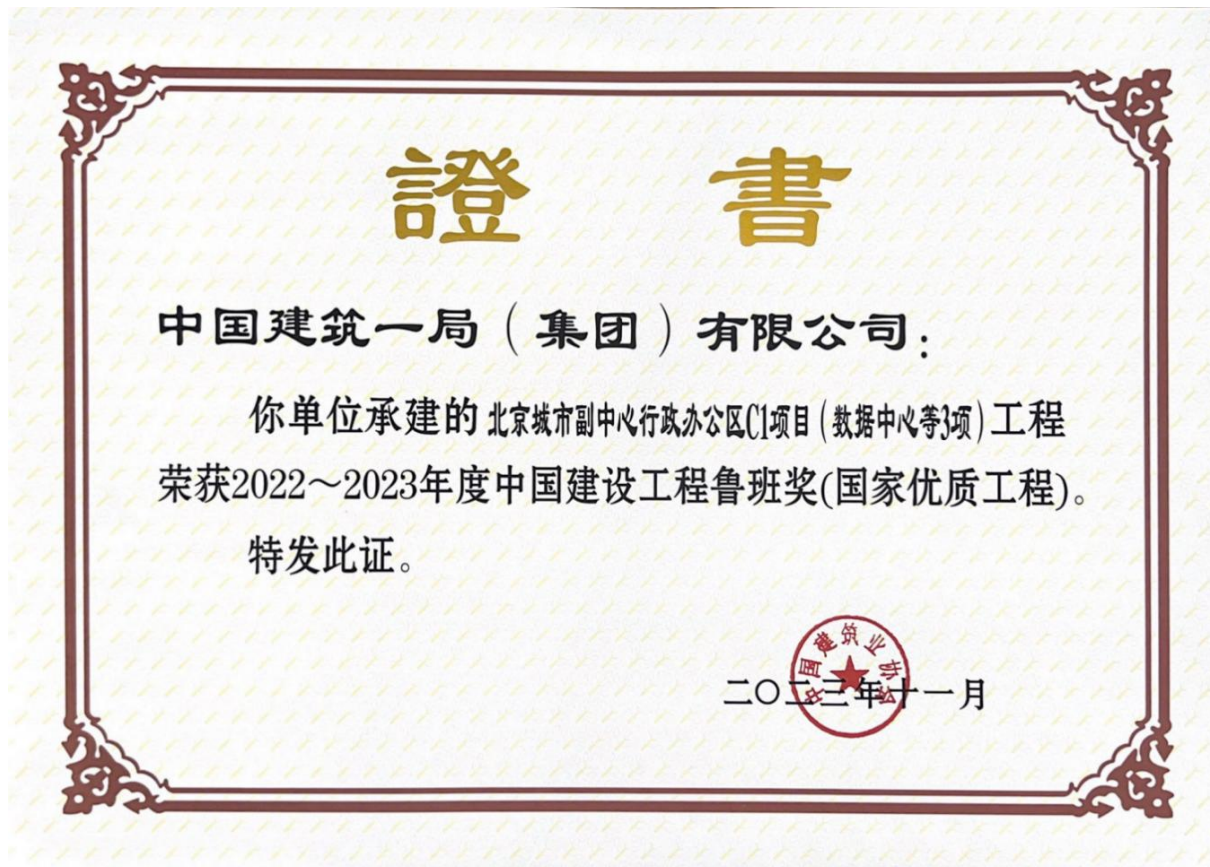 證書
中国建筑一局（集团）有限公司：
你单位承建的北京城市副中心行政办公区C1项目（数据中心等3项）工程
荣获2022～2023年度中国建设工程鲁班奖(国家优质工程)。
特发此证。
中国建筑业协会
二〇二三年十一月